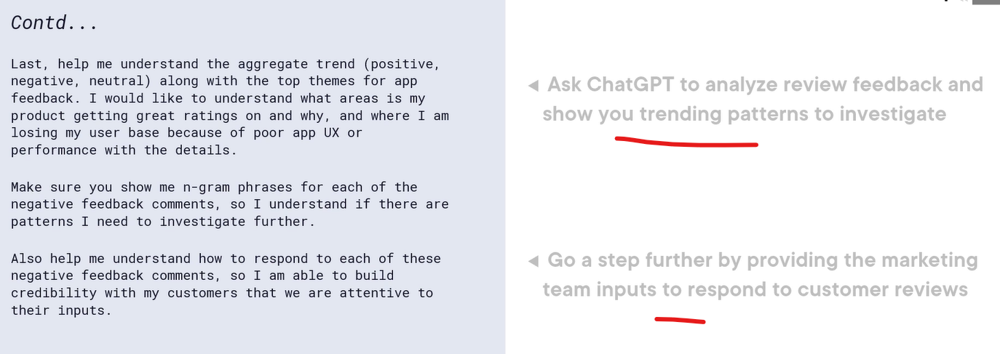 Contd...
Last, help me understand the aggregate trend (positive,
negative, neutral) along with the top themes for app
feedback. I would like to understand what areas is my
product getting great ratings on and why, and where I am
losing my user base because of poor app UX or
performance with the details.
Make sure you show me n-gram phrases for each of the
negative feedback comments, so I understand if there are
patterns I need to investigate further.
Also help me understand how to respond to each of these
negative feedback comments, so I am able to build
credibility with my customers that we are attentive to
their inputs.
◀ Ask ChatGPT to analyze review feedback and
show you trending patterns to investigate
◀ Go a step further by providing the marketing
team inputs to respond to customer reviews